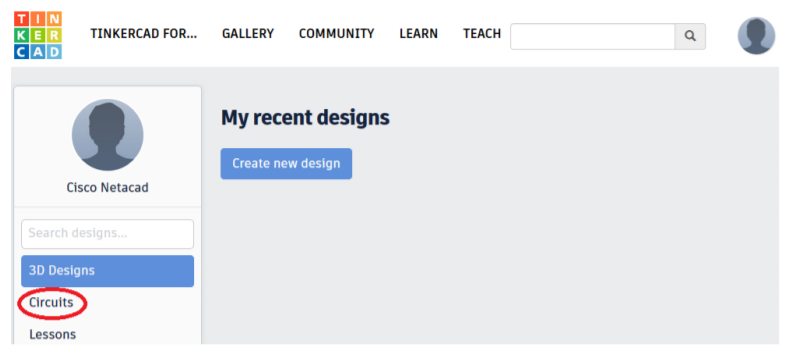 TIN
KER
CAD
TINKERCAD FOR... GALLERY COMMUNITY LEARN TEACH
My recent designs
Create new design
Cisco Netacad
Search designs...
3D Designs
Circuits
Lessons